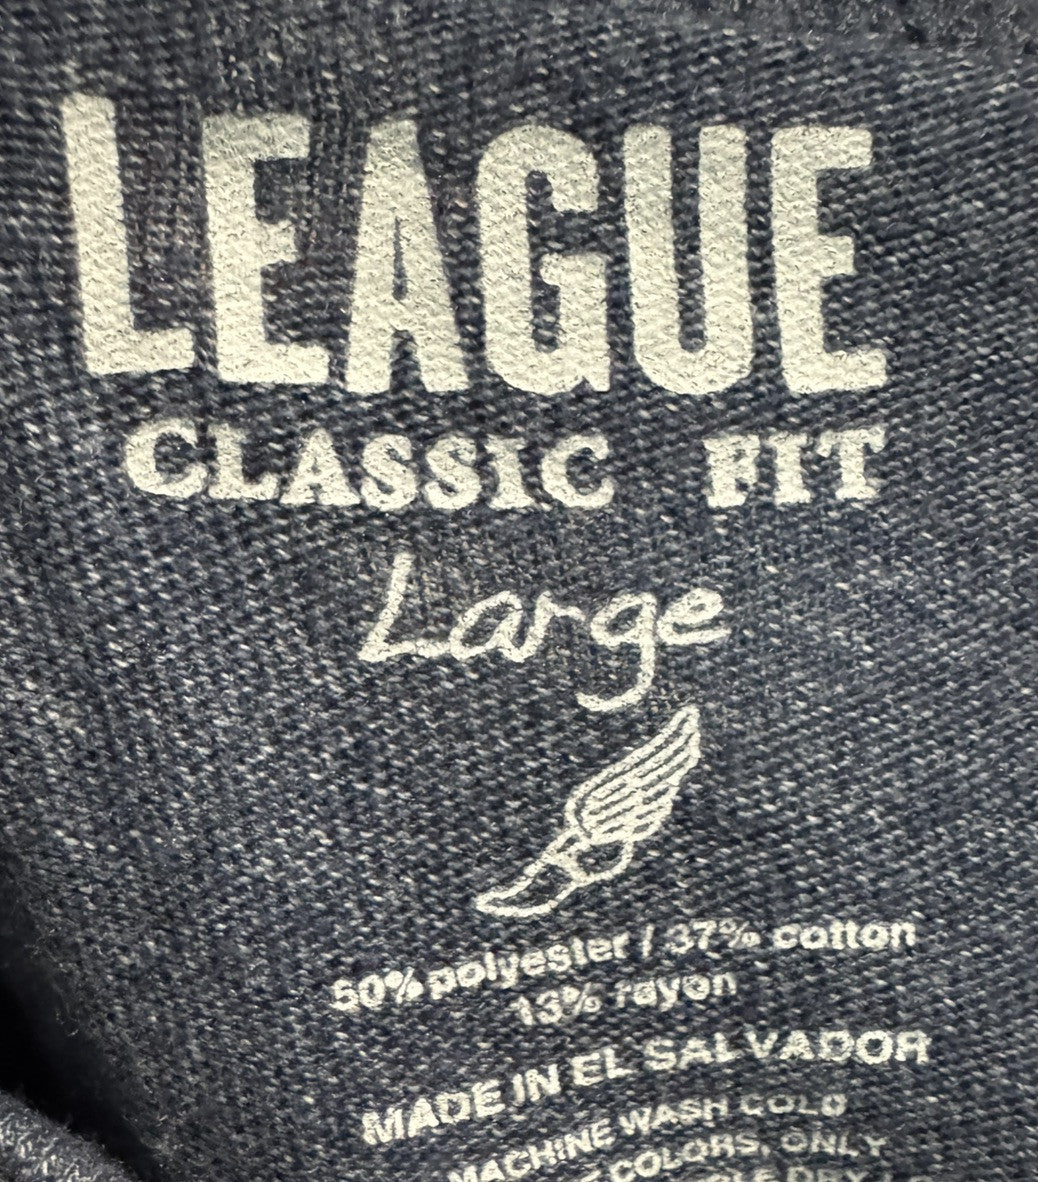 LEAGUE
CLASSIC FIT
Large
50% polyester / 37% cotton
13% rayon
MADE IN EL SALVADOR
MACHINE WASH COLD
COLORS, ONLY
DRY